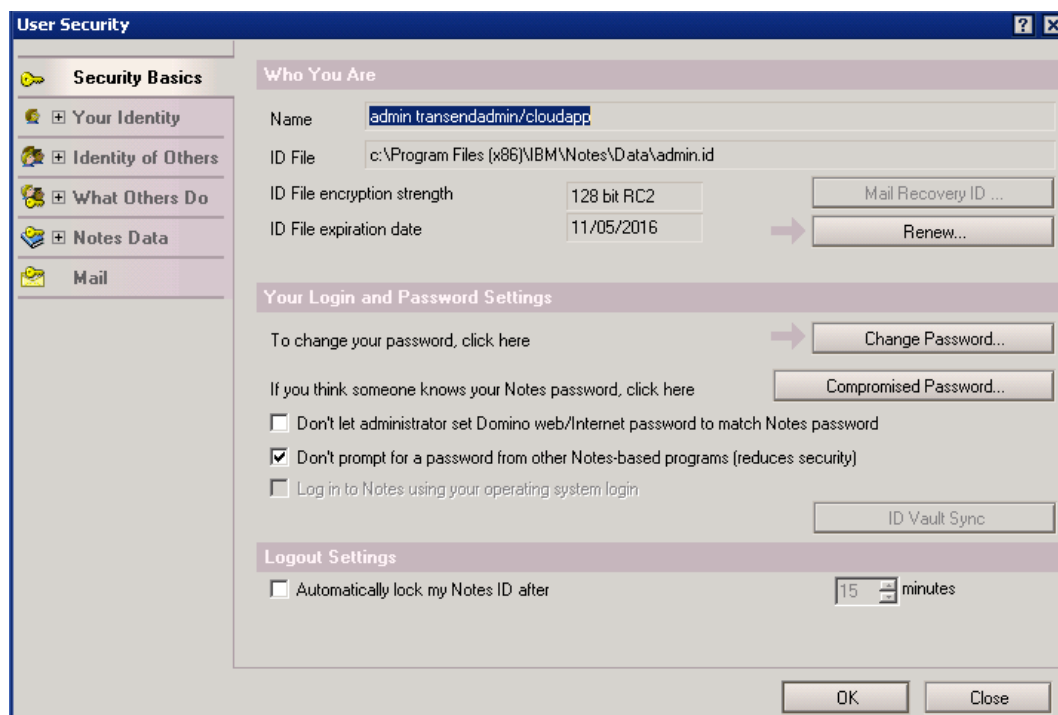 User Security
Security Basics
Your Identity
Identity of Others
What Others Do
Notes Data
Mail
Who You Are
Name admin transendadmin/cloudapp
ID File c:\Program Files (x86)\IBM\Notes\Data\admin.id
ID File encryption strength 128 bit RC2 Mail Recovery ID ...
ID File expiration date 11/05/2016 Renew...
Your Login and Password Settings
To change your password, click here Change Password...
If you think someone knows your Notes password, click here Compromised Password...
Don't let administrator set Domino web/Internet password to match Notes password
Don't prompt for a password from other Notes-based programs (reduces security)
Log in to Notes using your operating system login
ID Vault Sync
Logout Settings
Automatically lock my Notes ID after 15 minutes
OK Close